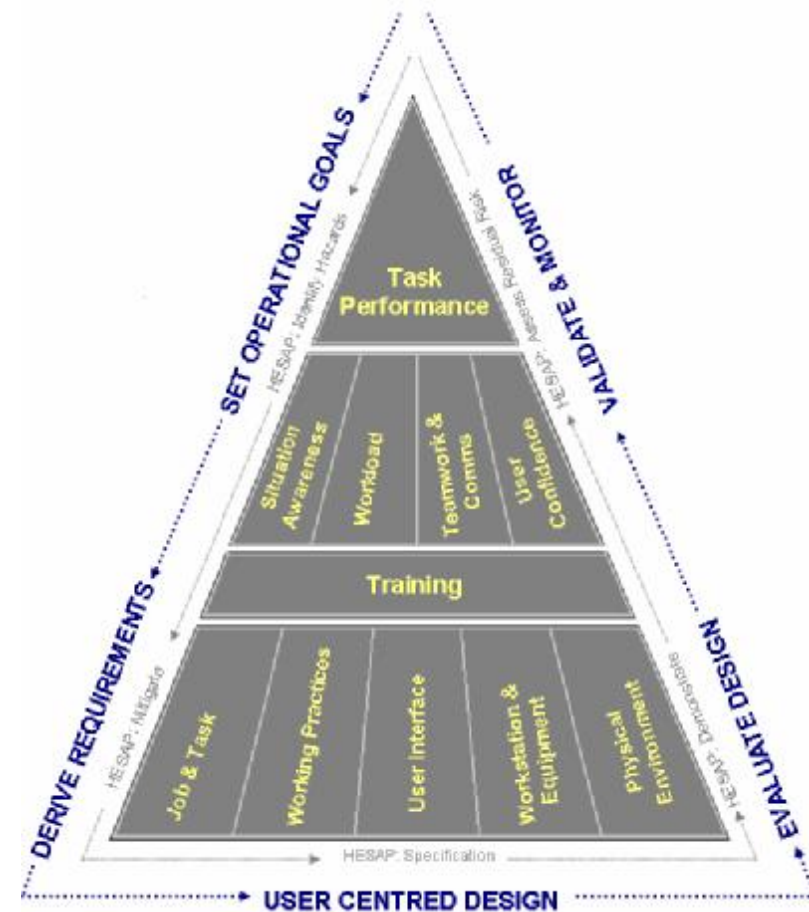 SET OPERATIONAL GOALS
HESAP: Identify Hazards
VALIDATE & MONITOR
HESAP: Assess Residual Risk
Task
Performance
Situation
Awareness
Workload
Teamwork &
Comms
User
Confidence
Training
DERIVE REQUIREMENTS
HESAP: Mitigate
Job & Task
Working Practices
User Interface
Workstation &
Equipment
Physical
Environment
HESAP: Demonstrate
EVALUATE DESIGN
HESAP: Specification
USER CENTRED DESIGN